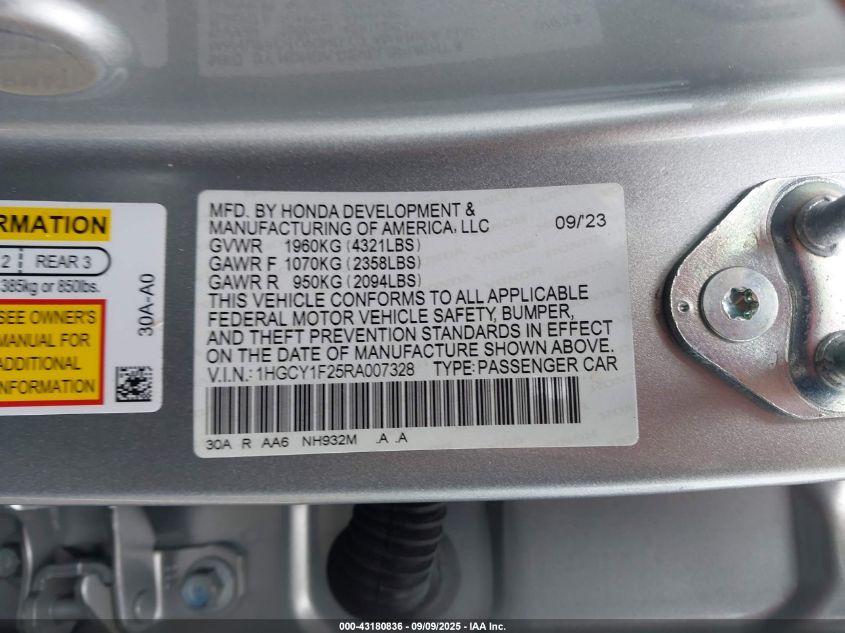 RMATION
2 REAR 3
385kg or 850lbs.
SEE OWNER'S
MANUAL FOR
ADDITIONAL
INFORMATION
30A-A0
MFD. BY HONDA DEVELOPMENT &
MANUFACTURING OF AMERICA, LLC 09/'23
GVWR 1960KG (4321LBS)
GAWR F 1070KG (2358LBS)
GAWR R 950KG (2094LBS)
THIS VEHICLE CONFORMS TO ALL APPLICABLE
FEDERAL MOTOR VEHICLE SAFETY, BUMPER,
AND THEFT PREVENTION STANDARDS IN EFFECT
ON THE DATE OF MANUFACTURE SHOWN ABOVE.
V.I.N.: 1HGCY1F25RA007328 TYPE: PASSENGER CAR
30A R AA6 NH932M .A .A
000-43180836 - 09/09/2025 - IAA Inc.